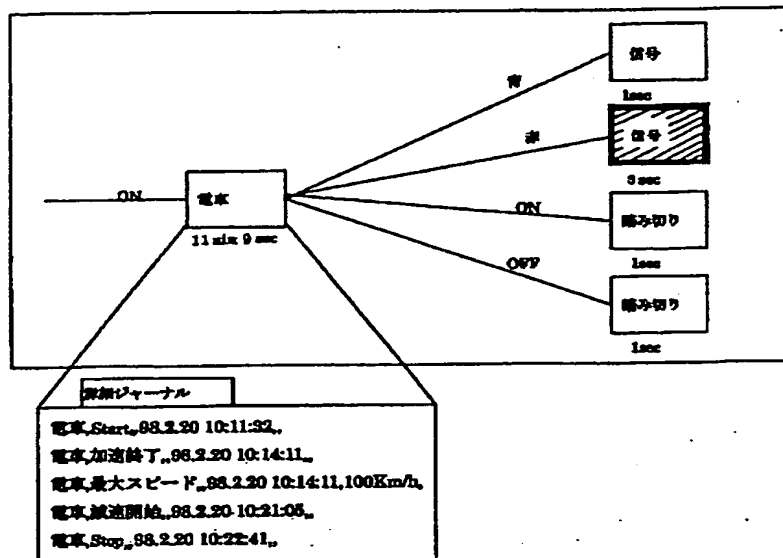 信号
青
1sec
赤
信号
3 sec
ON
電車
ON
踏み切り
11 min 9 sec
1sec
OFF
踏み切り
1sec
詳細ジャーナル
電車,Start,,98.2.20 10:11:32,,
電車,加速終了,,98.2.20 10:14:11,,
電車,最大スピード,,98.2.20 10:14:11,100Km/h,
電車,減速開始,,98.2.20 10:21:05,,
電車,Stop,,98.2.20 10:22:41,,